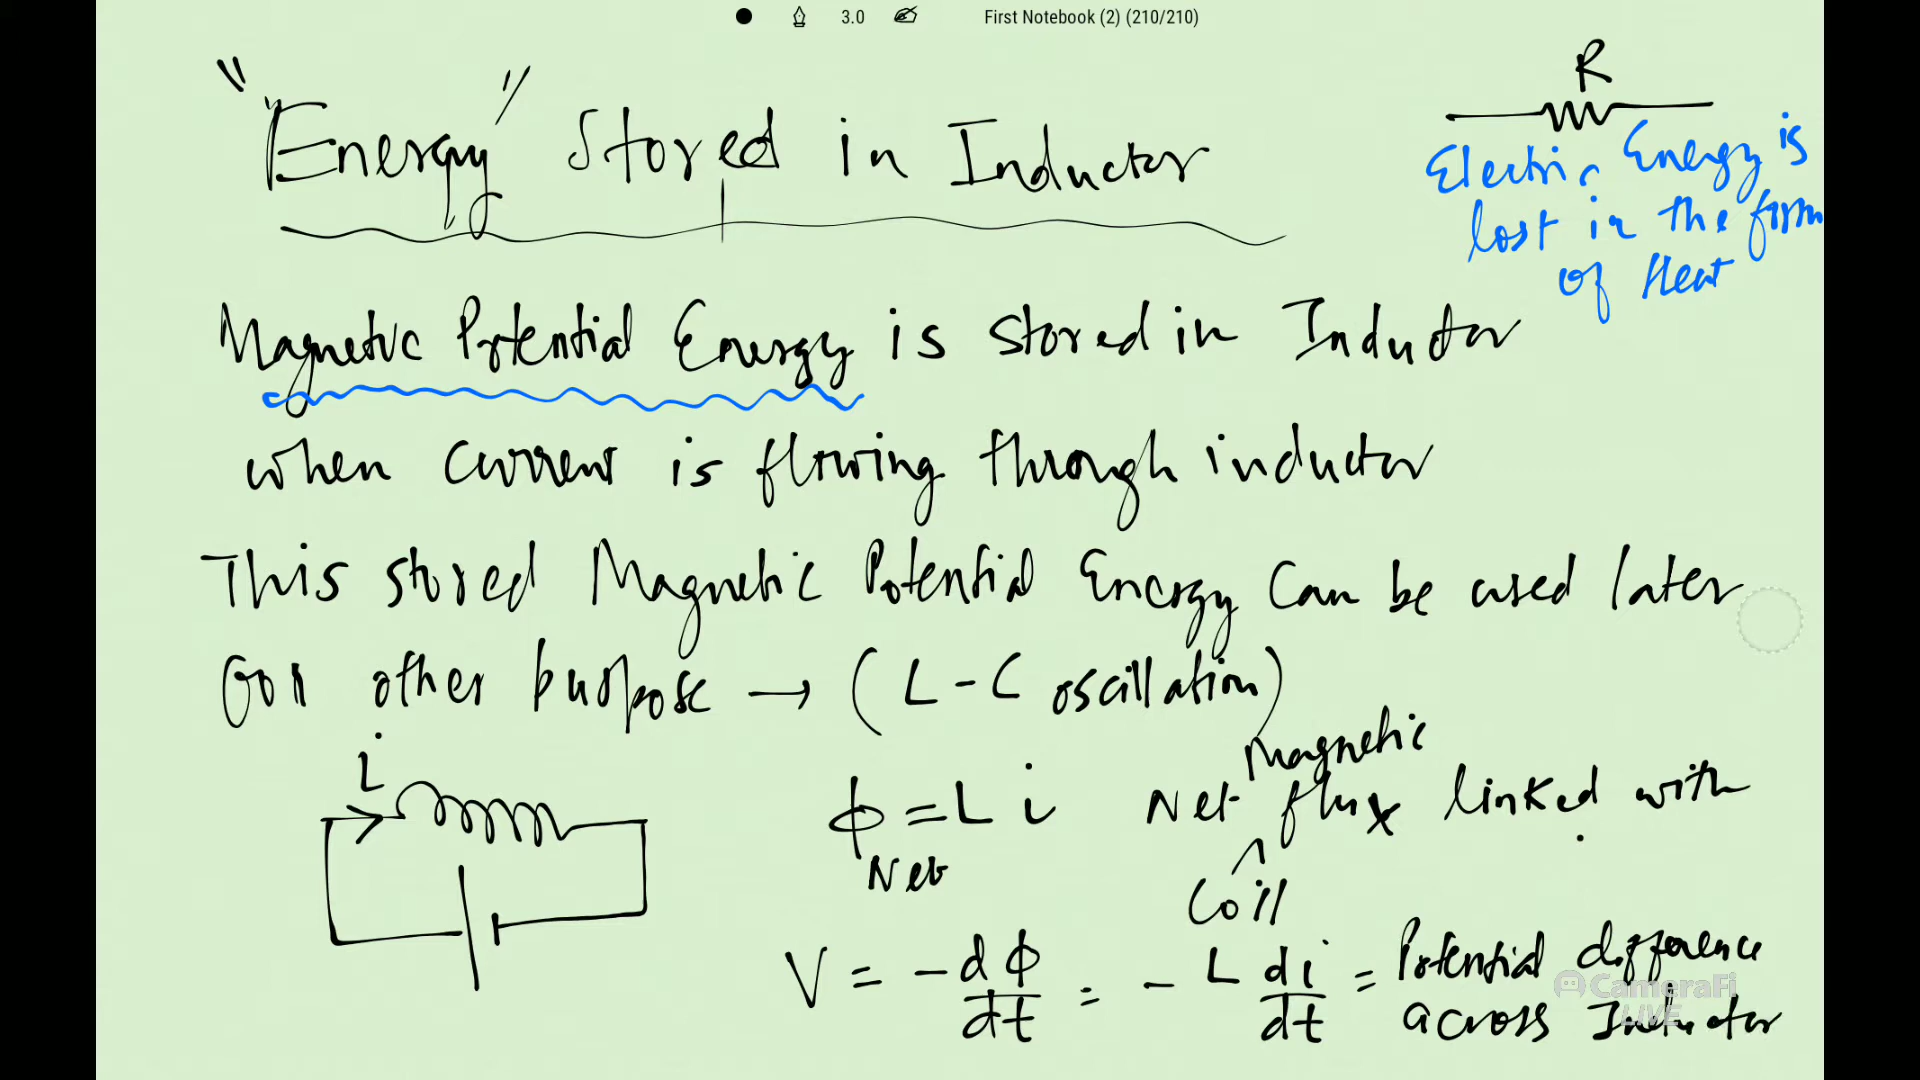 3.0 First Notebook (2) (210/210)
"Energy" Stored in Inductor
R
Electric Energy is
lost in the form
of Heat
Magnetic Potential Energy is stored in Inductor
when current is flowing through inductor
This stored Magnetic Potential Energy Can be used later
other purpose → (L-C oscillation)
i
L
ϕ = L i
Net
Net Magnetic flux linked with
Coil
V = -dϕ/dt = -L di/dt = Potential difference
across Inductor
CameraFi
LIVE